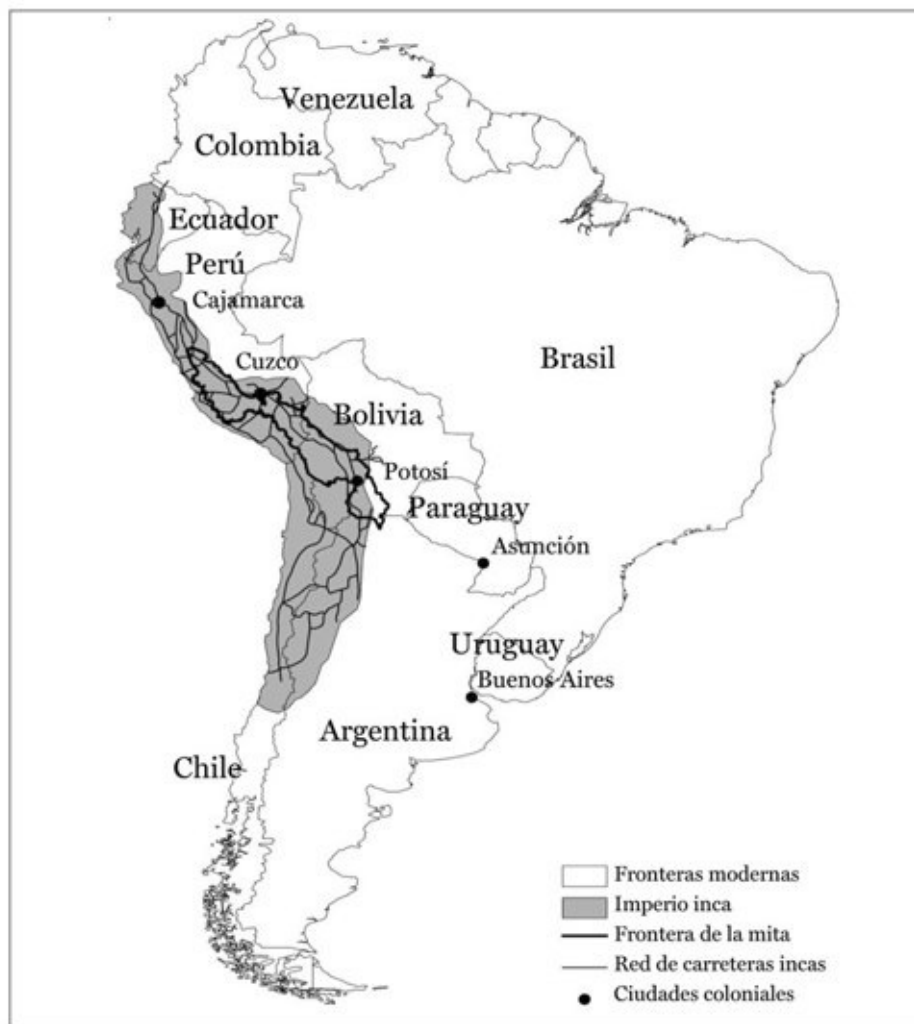 Venezuela
Colombia
Ecuador
Perú
Cajamarca
Cuzco
Brasil
Bolivia
Potosí
Paraguay
Asunción
Uruguay
Buenos Aires
Argentina
Chile
Fronteras modernas
Imperio inca
Frontera de la mita
Red de carreteras incas
Ciudades coloniales